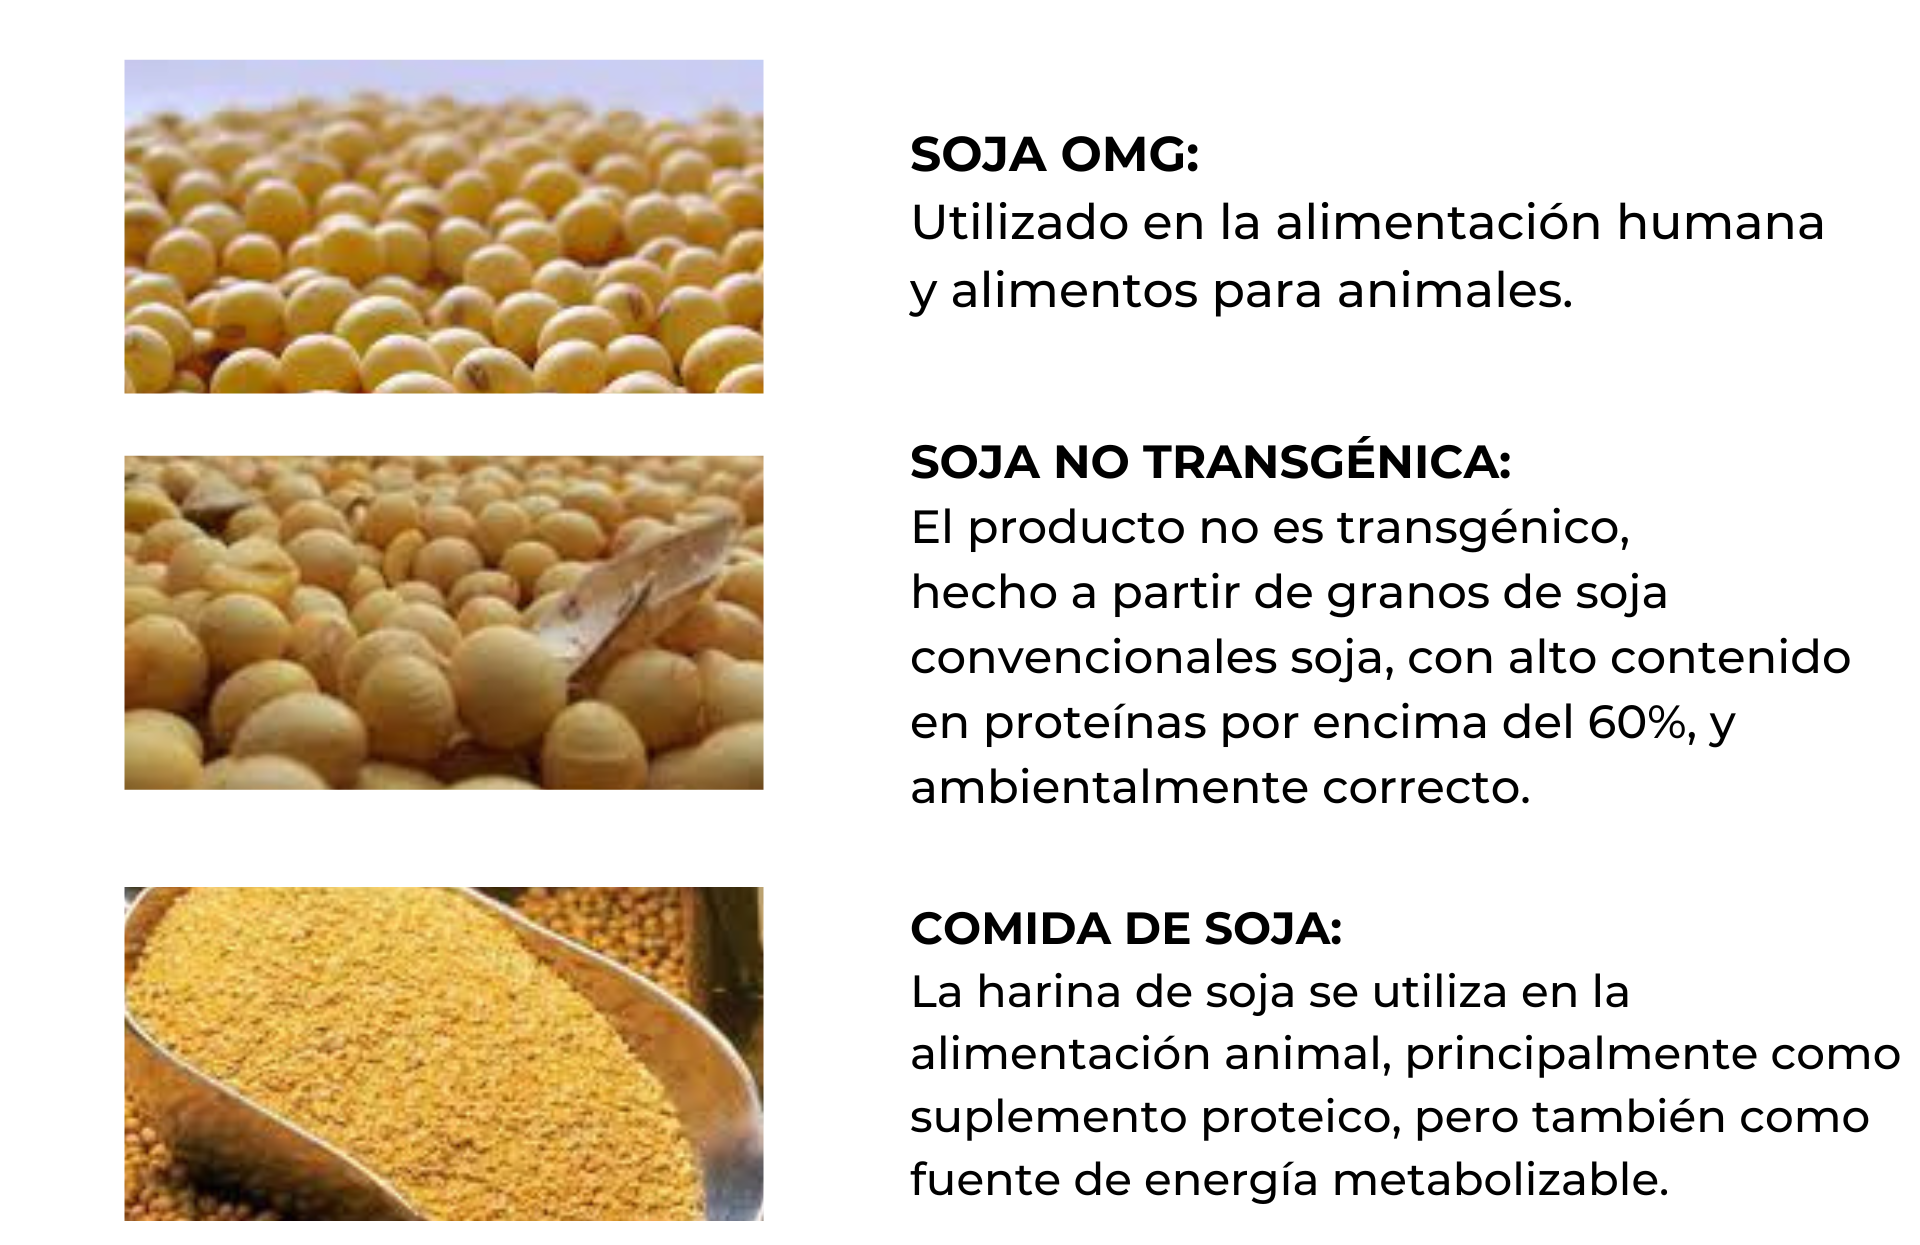 SOJA OMG:
Utilizado en la alimentación humana
y alimentos para animales.
SOJA NO TRANSGÉNICA:
El producto no es transgénico,
hecho a partir de granos de soja
convencionales soja, con alto contenido
en proteínas por encima del 60%, y
ambientalmente correcto.
COMIDA DE SOJA:
La harina de soja se utiliza en la
alimentación animal, principalmente como
suplemento proteico, pero también como
fuente de energía metabolizable.